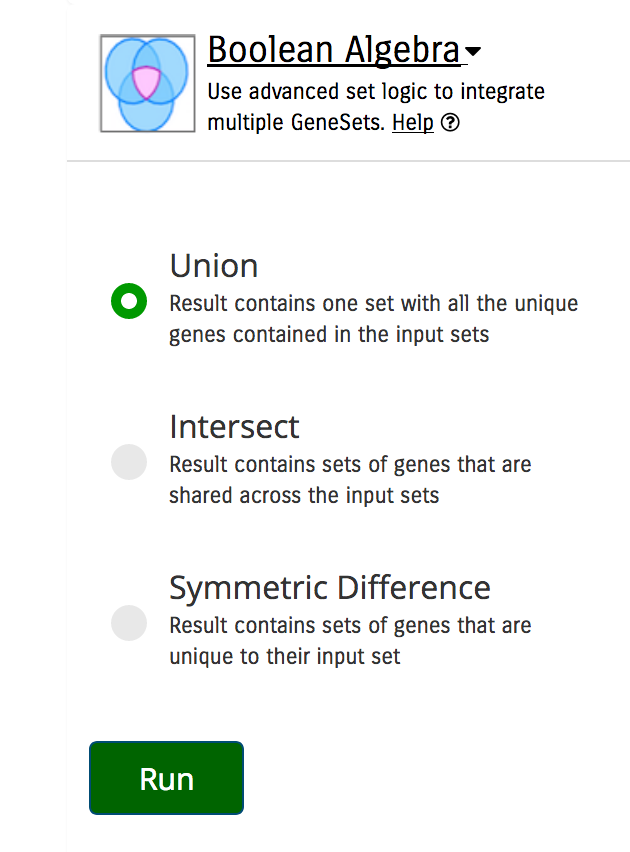 Boolean Algebra
Use advanced set logic to integrate
multiple GeneSets. Help
Union
Result contains one set with all the unique
genes contained in the input sets
Intersect
Result contains sets of genes that are
shared across the input sets
Symmetric Difference
Result contains sets of genes that are
unique to their input set
Run